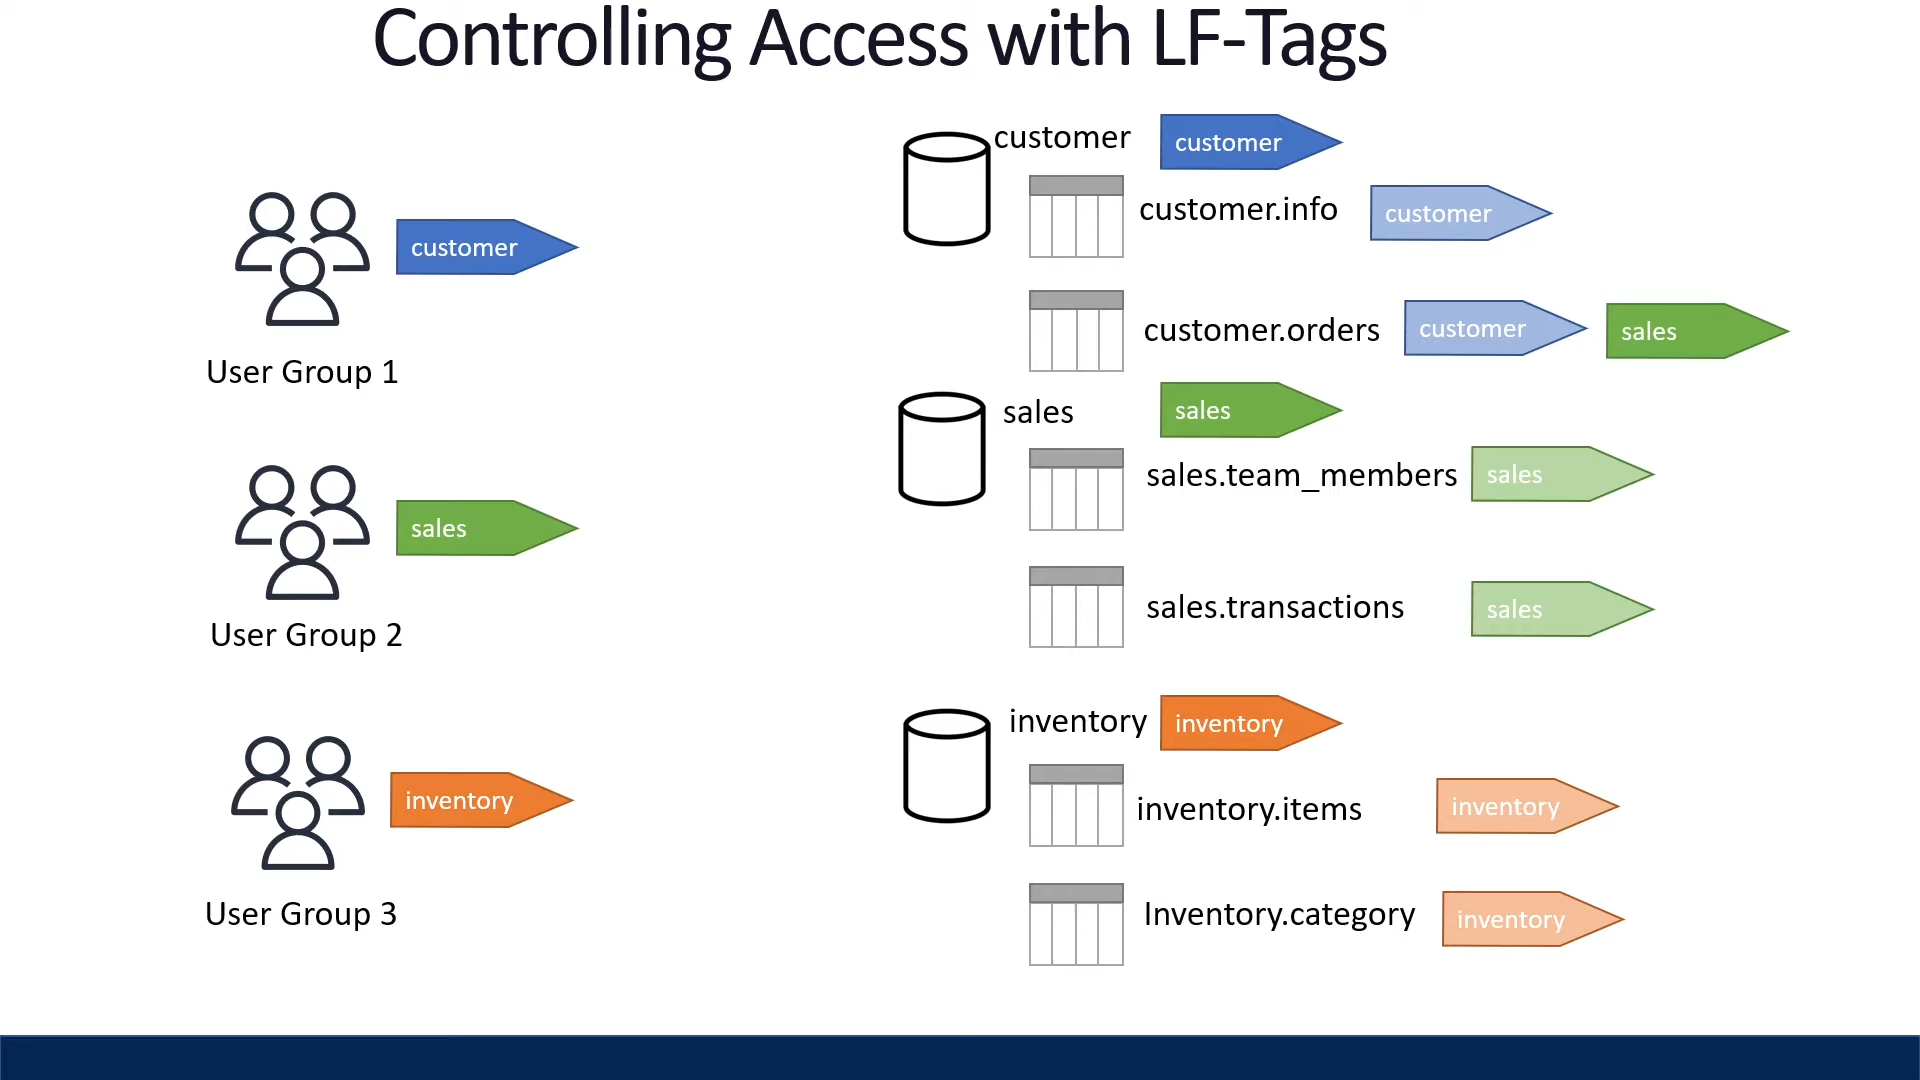 Controlling Access with LF-Tags
customer
User Group 1
sales
User Group 2
inventory
User Group 3
customer customer
customer.info customer
customer.orders customer sales
sales sales
sales.team_members sales
sales.transactions sales
inventory inventory
inventory.items inventory
Inventory.category inventory